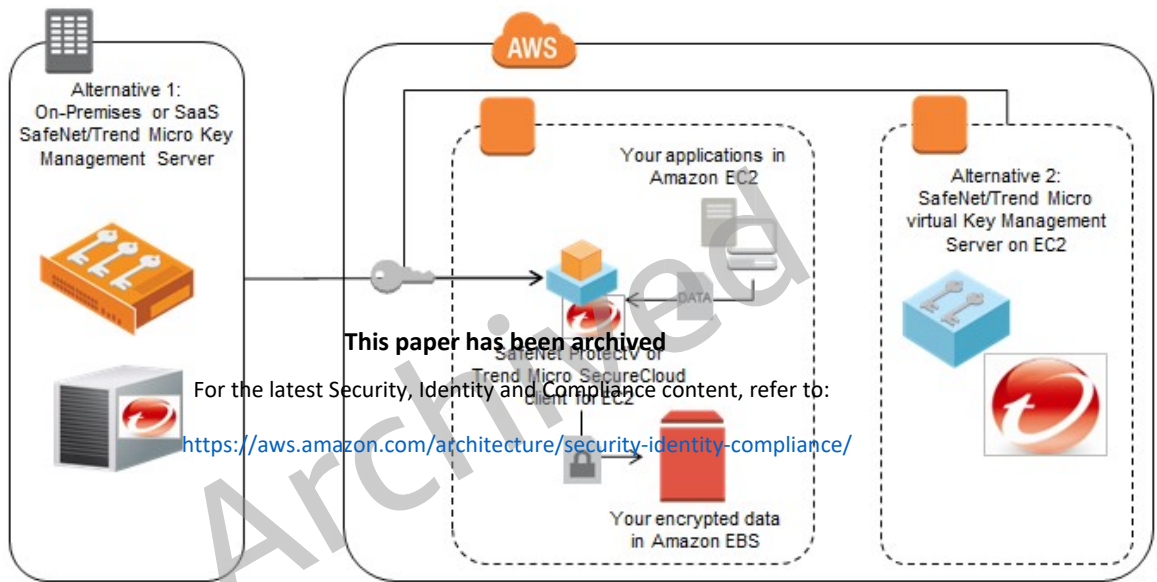 AWS
Alternative 1:
On-Premises or SaaS
SafeNet/Trend Micro Key
Management Server
Your applications in
Amazon EC2
Alternative 2:
SafeNet/Trend Micro
virtual Key Management
Server on EC2
DATA
This paper has been archived
SafeNet ProtectV or
Trend Micro SecureCloud
client for EC2
For the latest Security, Identity and Compliance content, refer to:
https://aws.amazon.com/architecture/security-identity-compliance/
Your encrypted data
in Amazon EBS
Archived